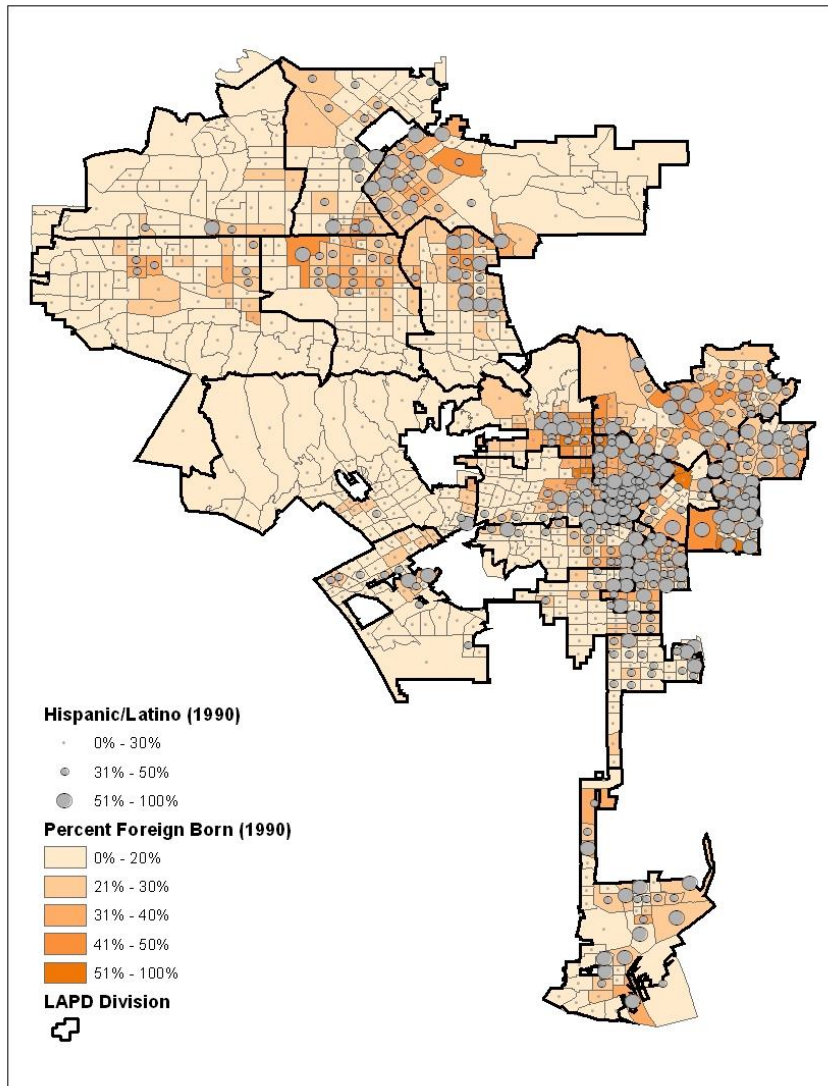 Hispanic/Latino (1990)
0% - 30%
31% - 50%
51% - 100%
Percent Foreign Born (1990)
0% - 20%
21% - 30%
31% - 40%
41% - 50%
51% - 100%
LAPD Division